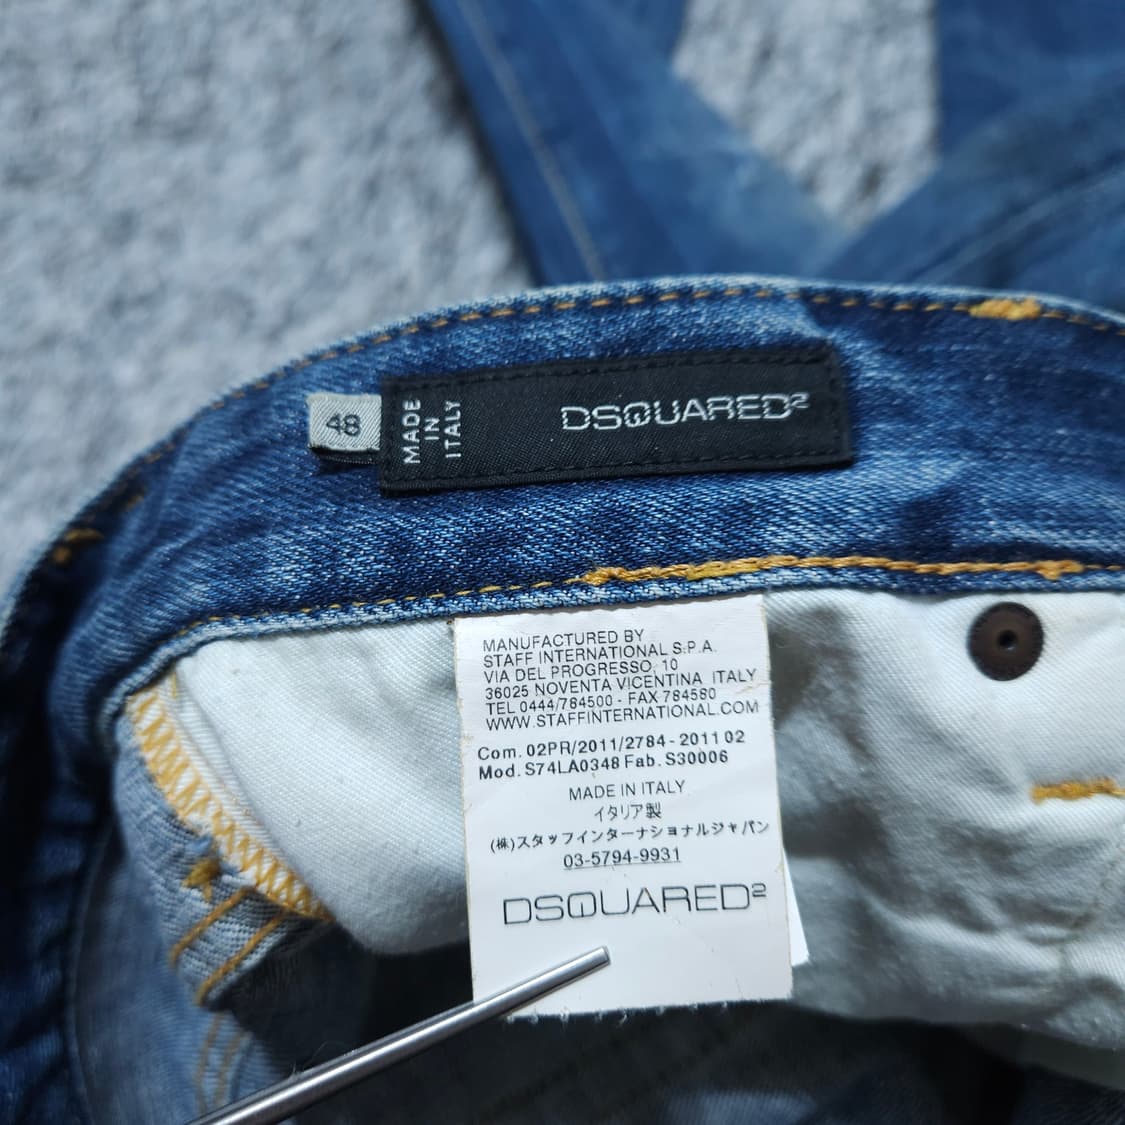 48
MADE
IN
ITALY
DSQUARED2
MANUFACTURED BY
STAFF INTERNATIONAL S.P.A.
VIA DEL PROGRESSO, 10
36025 NOVENTA VICENTINA ITALY
TEL 0444/784500 - FAX 784580
WWW.STAFFINTERNATIONAL.COM
Com. 02PR/2011/2784 - 2011 02
Mod. S74LA0348 Fab. S30006
MADE IN ITALY
イタリア製
(株)スタッフインターナショナルジャパン
03-5794-9931
DSQUARED2